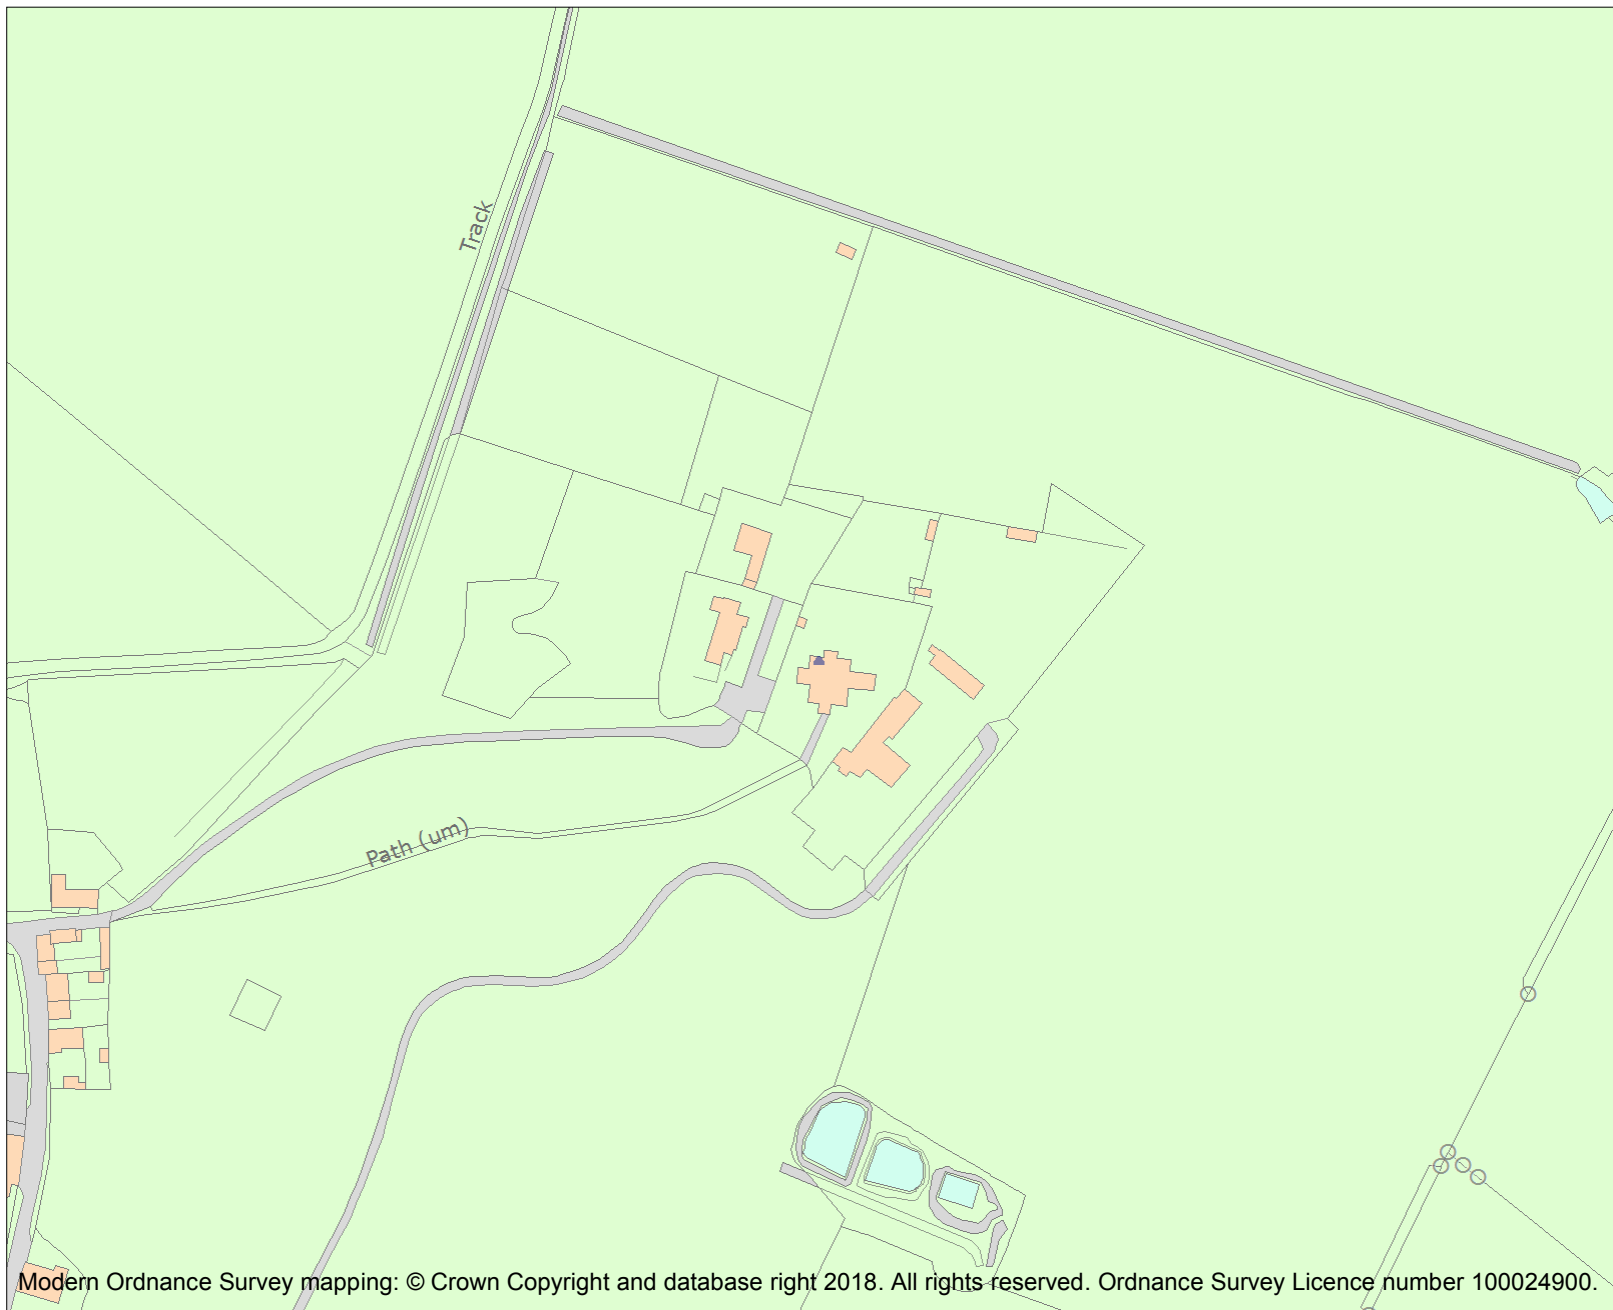 Track
Path (um)
Modern Ordnance Survey mapping: © Crown Copyright and database right 2018. All rights reserved. Ordnance Survey Licence number 100024900.